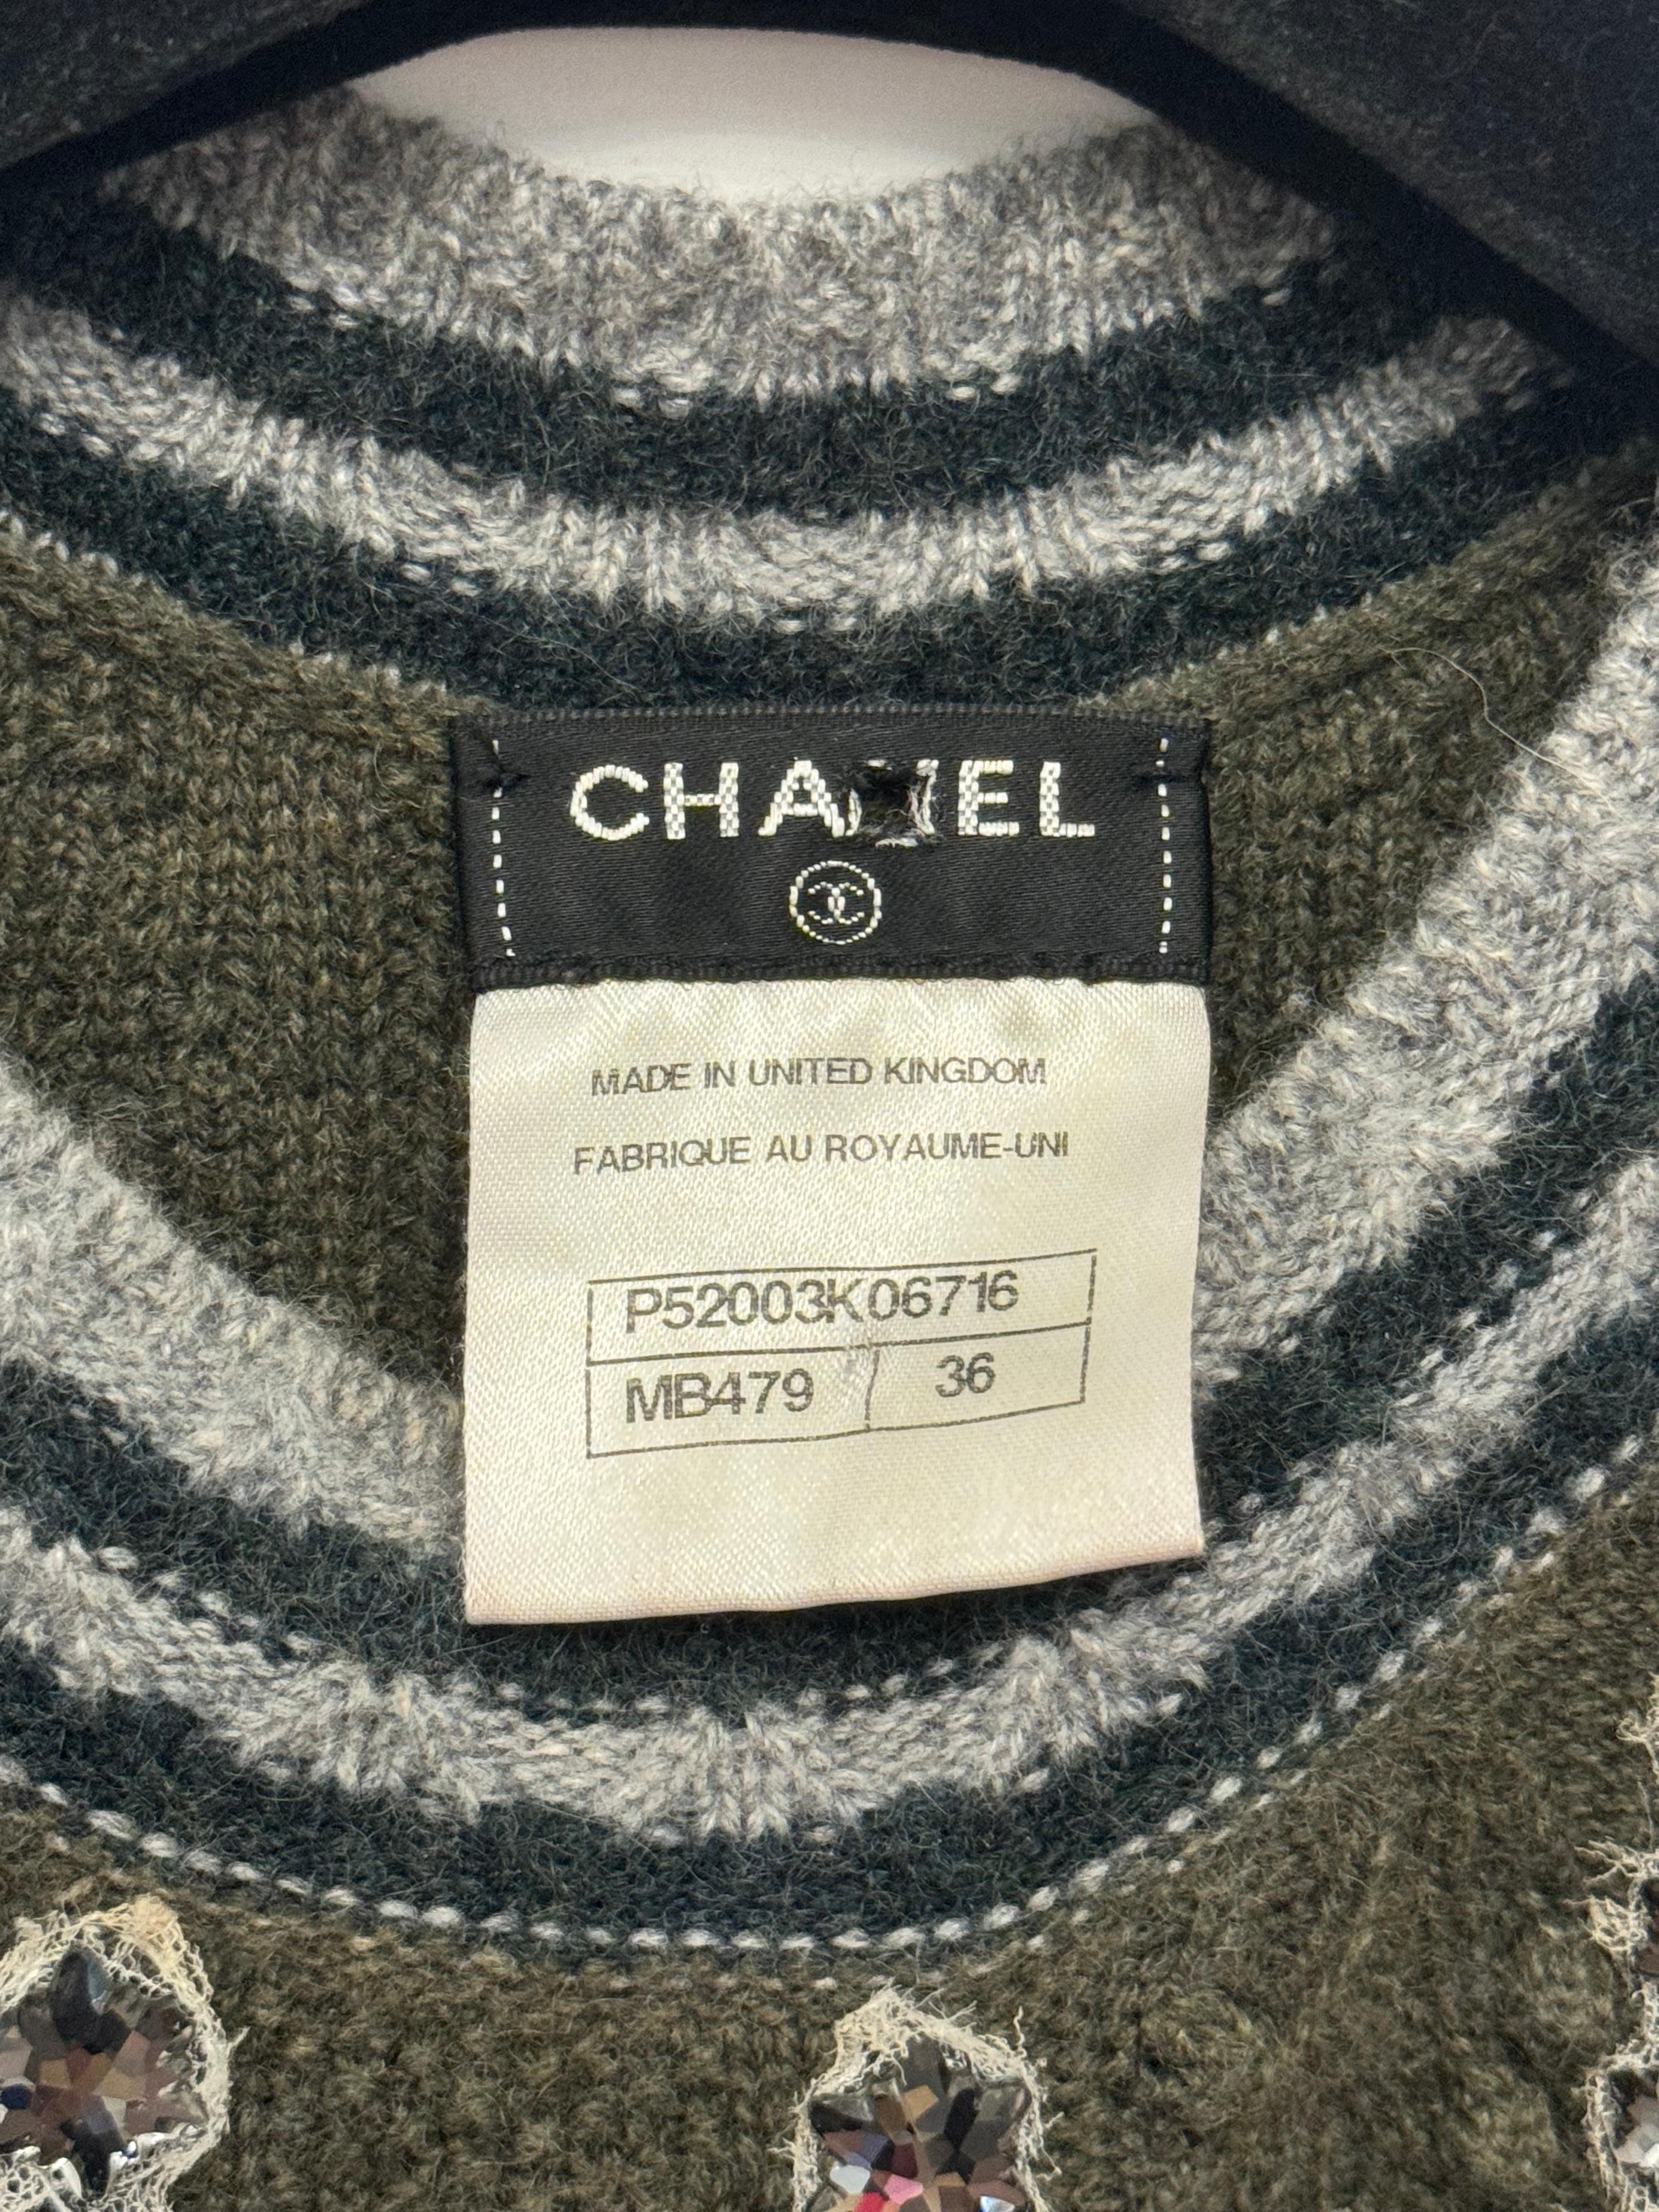 CHANEL
MADE IN UNITED KINGDOM
FABRIQUE AU ROYAUME-UNI
P52003K06716
MB479 36